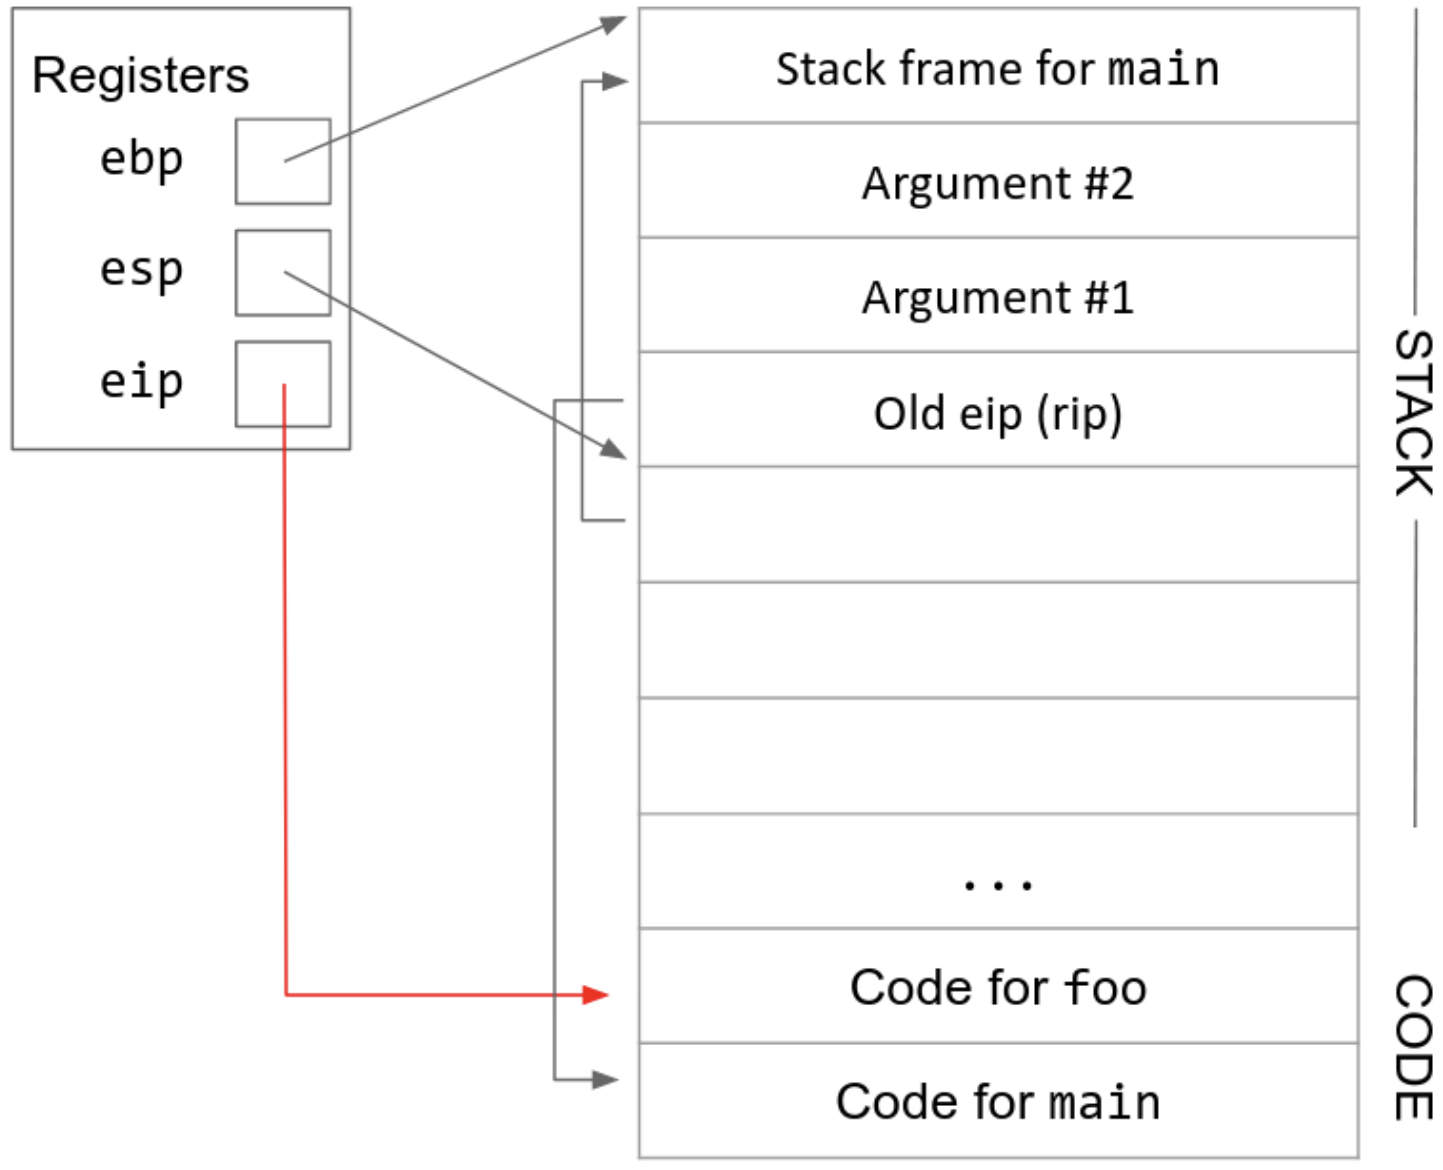 Registers
ebp
esp
eip
Stack frame for main
Argument #2
Argument #1
Old eip (rip)
...
Code for foo
Code for main
STACK
CODE